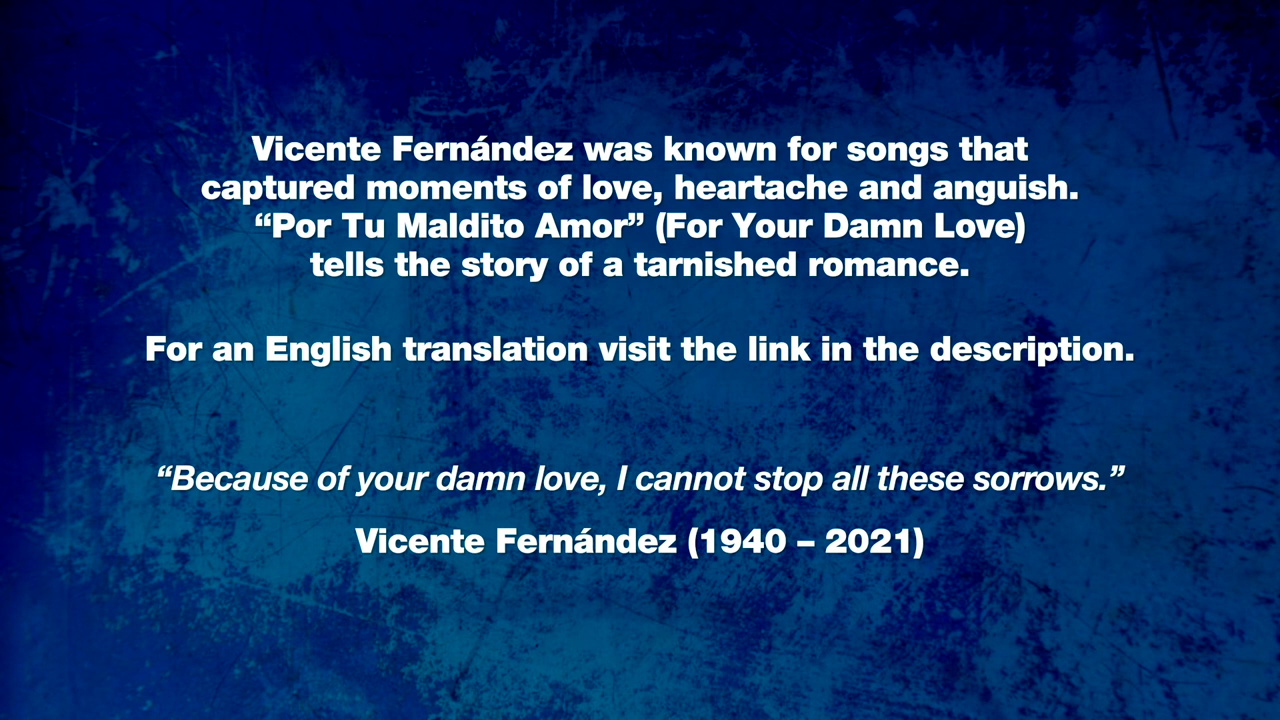 Vicente Fernández was known for songs that
captured moments of love, heartache and anguish.
“Por Tu Maldito Amor” (For Your Damn Love)
tells the story of a tarnished romance.
For an English translation visit the link in the description.
“Because of your damn love, I cannot stop all these sorrows.”
Vicente Fernández (1940 – 2021)